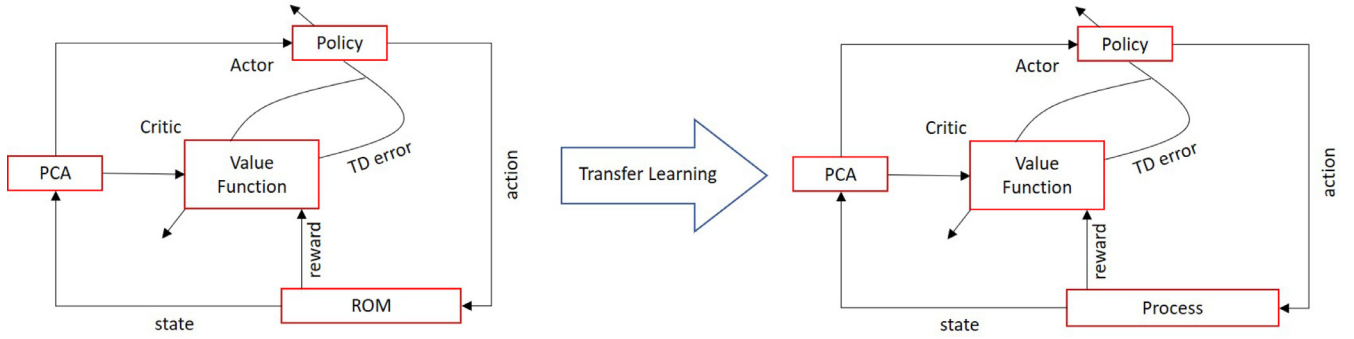 Policy
Actor
Critic
PCA
Value
Function
TD error
action
reward
ROM
state
Transfer Learning
Policy
Actor
Critic
PCA
Value
Function
TD error
action
reward
Process
state